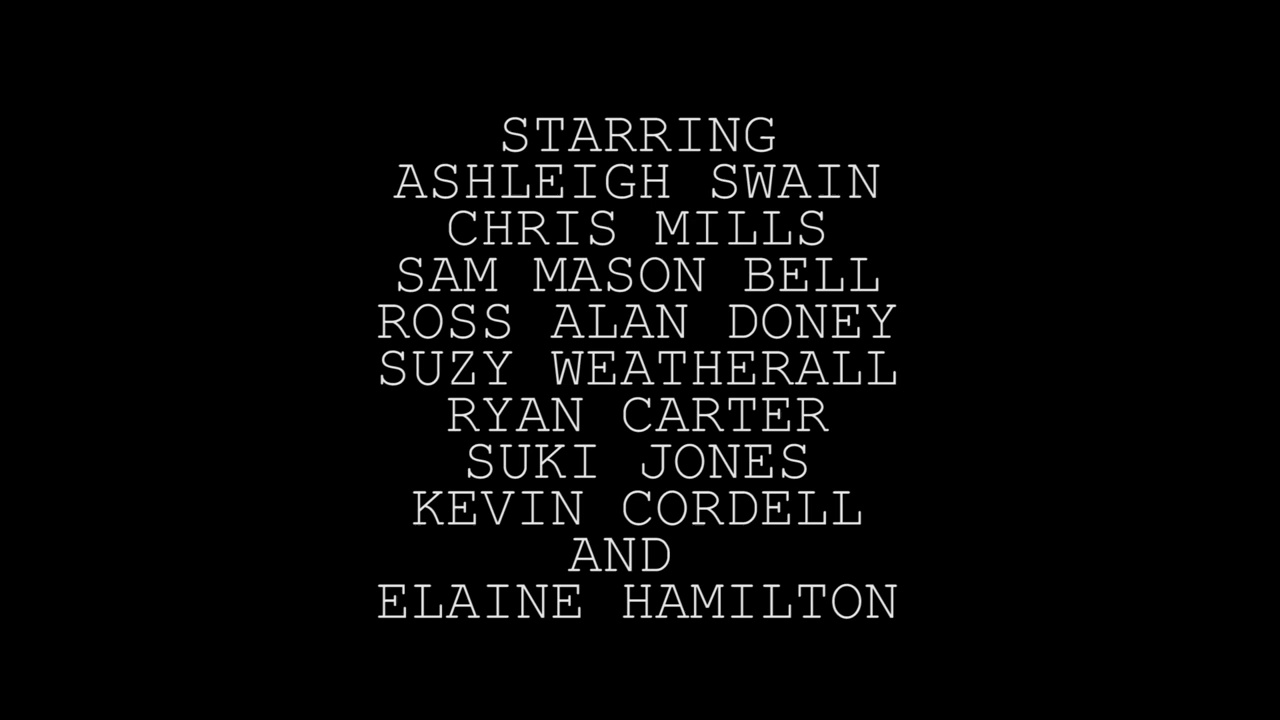 STARRING
ASHLEIGH SWAIN
CHRIS MILLS
SAM MASON BELL
ROSS ALAN DONEY
SUZY WEATHERALL
RYAN CARTER
SUKI JONES
KEVIN CORDELL
AND
ELAINE HAMILTON